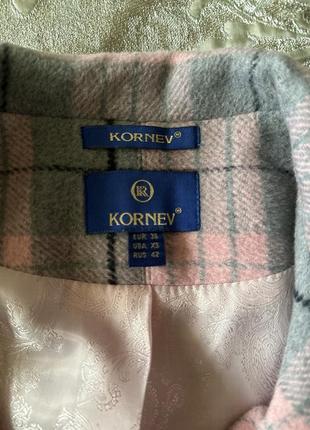 KORNEV
R
KORNEV
EUR 36
USA XS
RUS 42